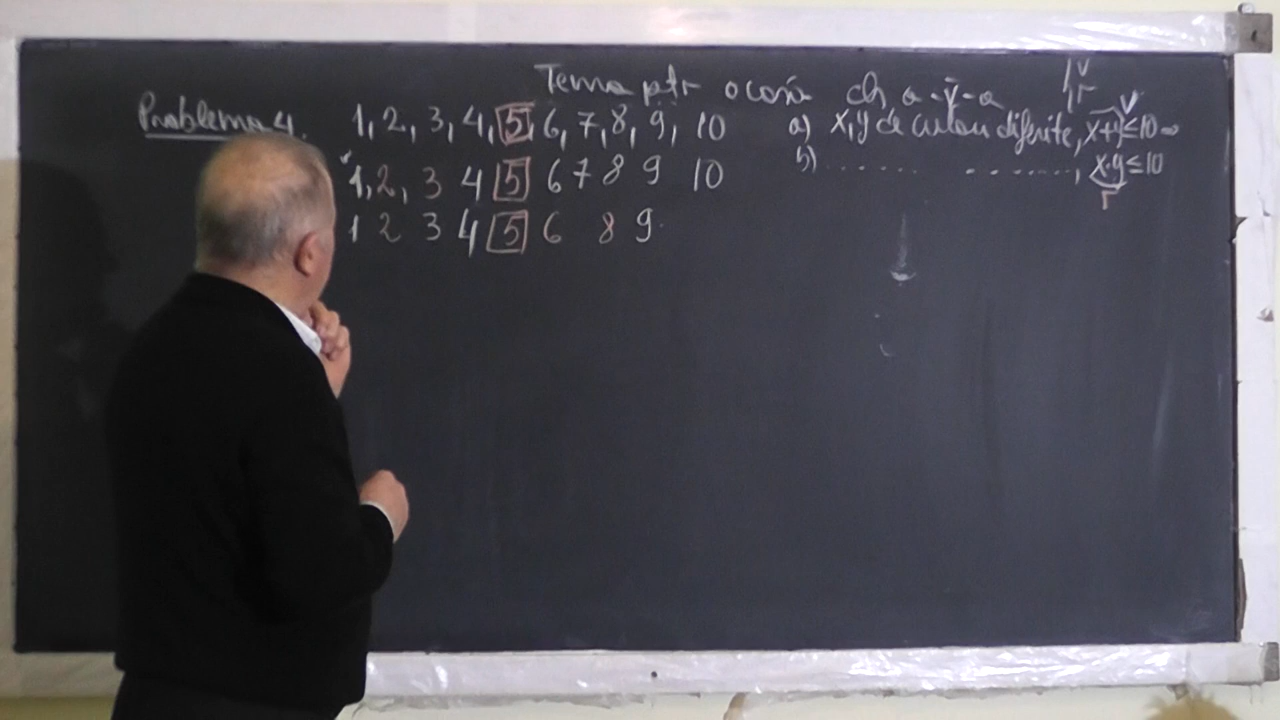 Tema ptr acasă cl. a-V-a
Problema 4. 1, 2, 3, 4, 5, 6, 7, 8, 9, 10 a) x, y de culori diferite, x+y ≤ 10
1, 2, 3 4 5 6 7 8 9 10 b) ........ ........, x·y ≤ 10
1 2 3 4 5 6 8 9